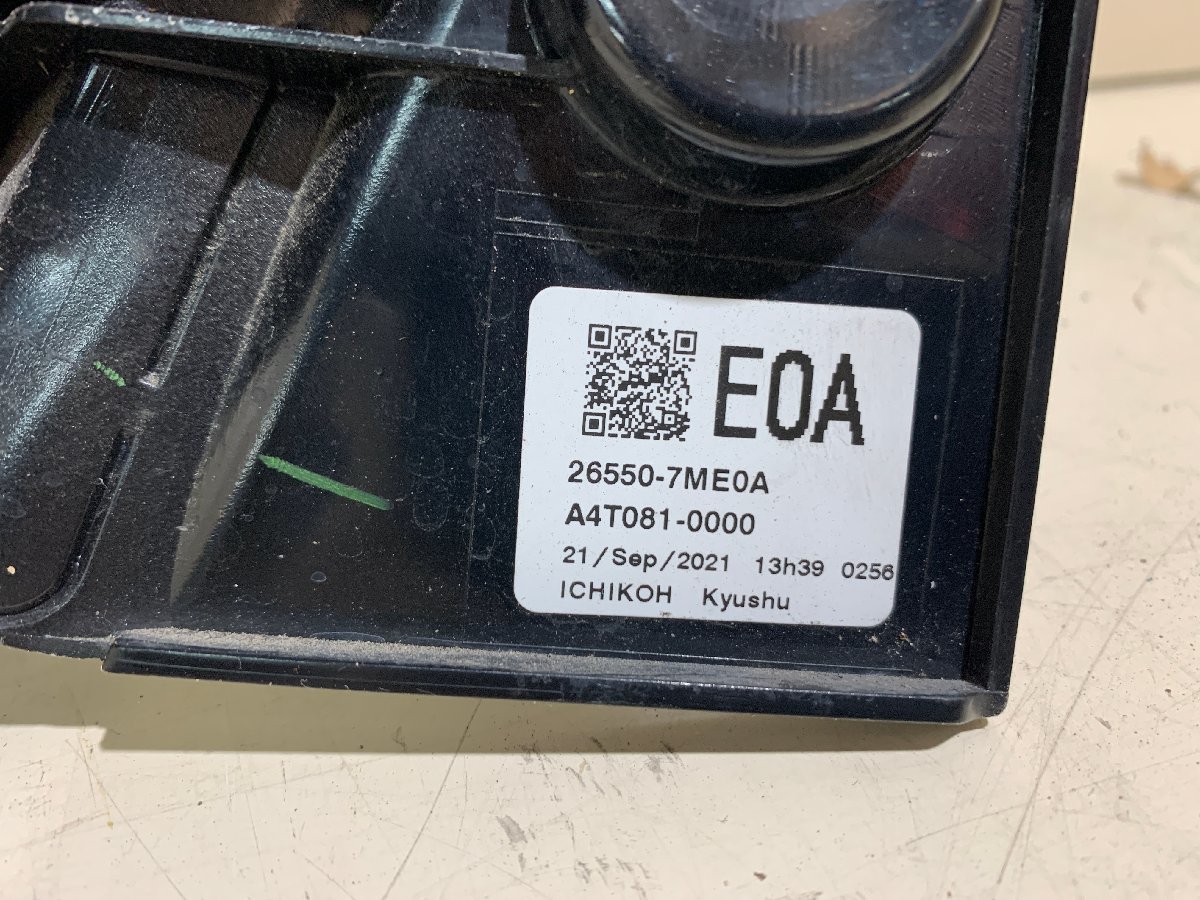 E0A
26550-7ME0A
A4T081-0000
21/Sep/2021 13h39 0256
ICHIKOH Kyushu